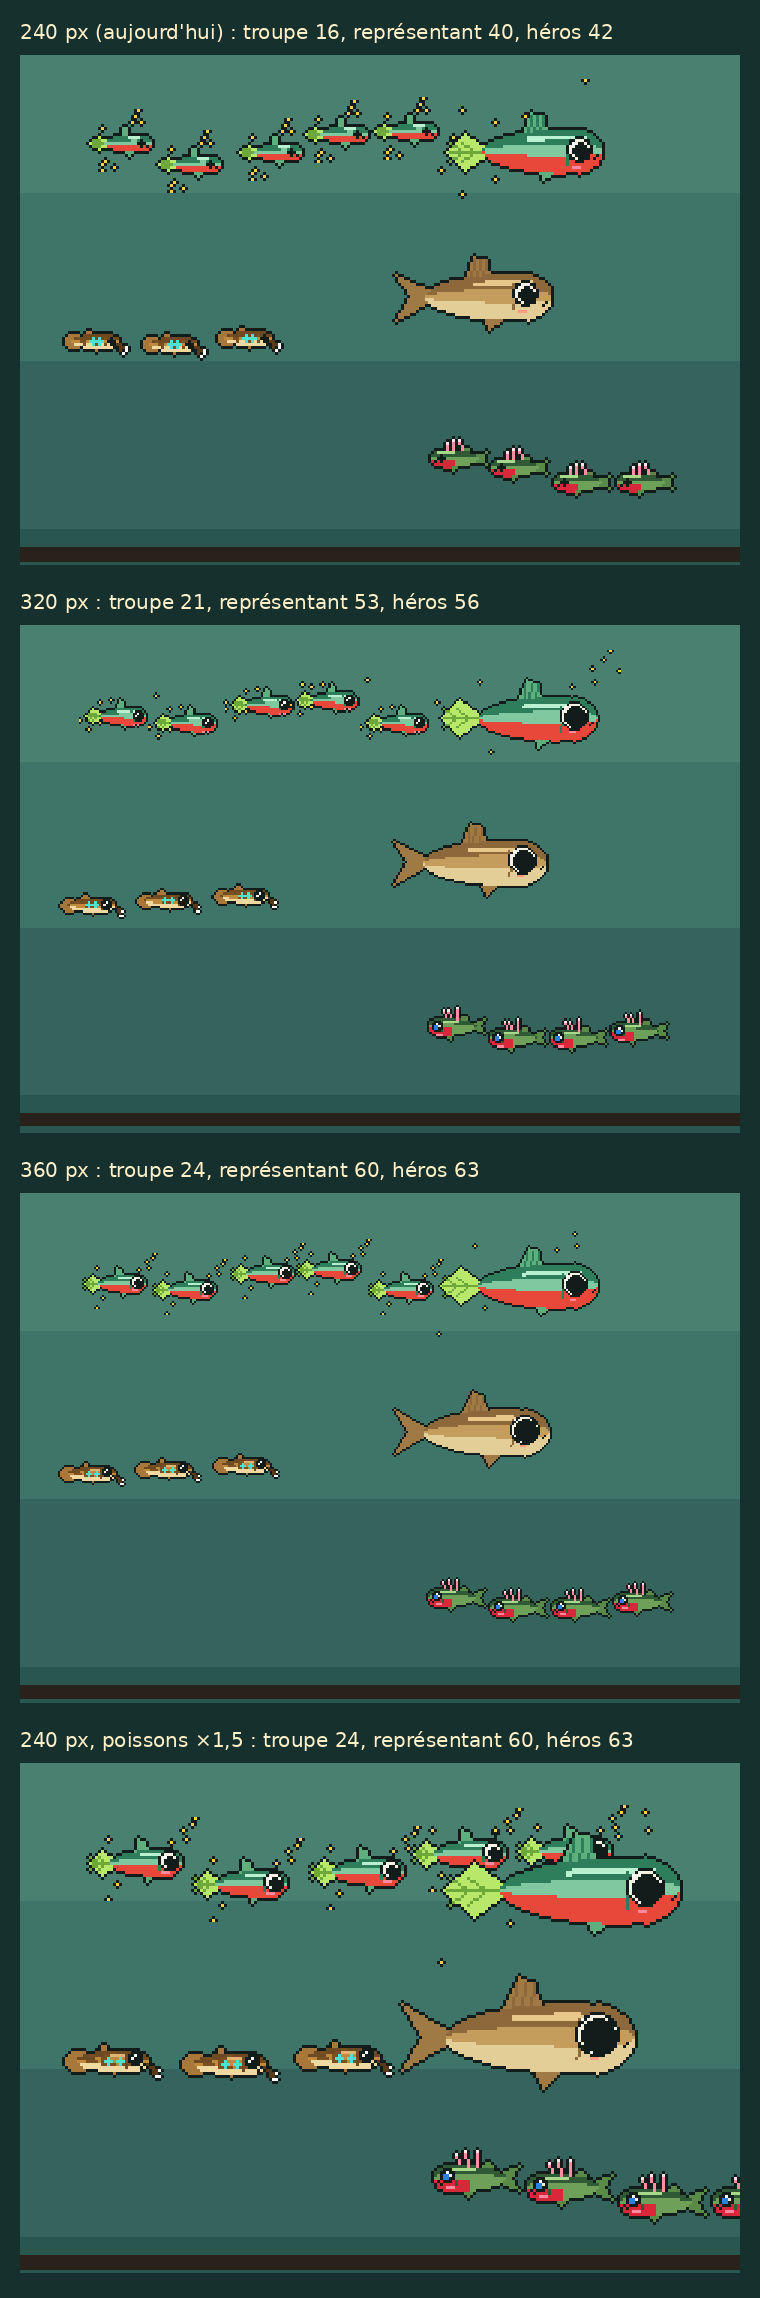 240 px (aujourd'hui) : troupe 16, représentant 40, héros 42
320 px : troupe 21, représentant 53, héros 56
360 px : troupe 24, représentant 60, héros 63
240 px, poissons ×1,5 : troupe 24, représentant 60, héros 63